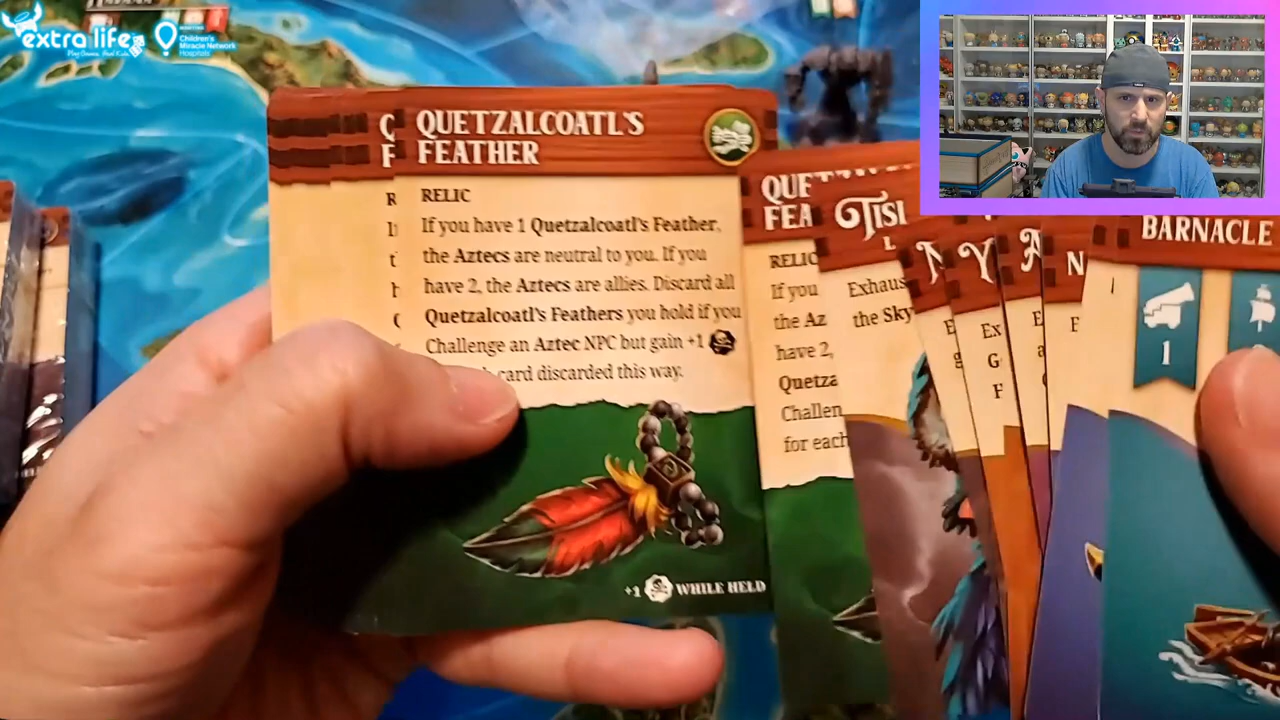 extra life
Play Games. Heal Kids.
Children's
Miracle Network
Hospitals
QUETZALCOATL'S
FEATHER
RELIC
If you have 1 Quetzalcoatl's Feather,
the Aztecs are neutral to you. If you
have 2, the Aztecs are allies. Discard all
Quetzalcoatl's Feathers you hold if you
Challenge an Aztec NPC but gain +1
card discarded this way.
+1 WHILE HELD
C
F
R
QUETZAL
FEA
RELIC
If you
the Az
have 2,
Quetza
Challen
for each
TISI
L
Exhaus
the Sky
N
E
g
Y
Ex
G
F
A
E
a
N
E
BARNACLE
1